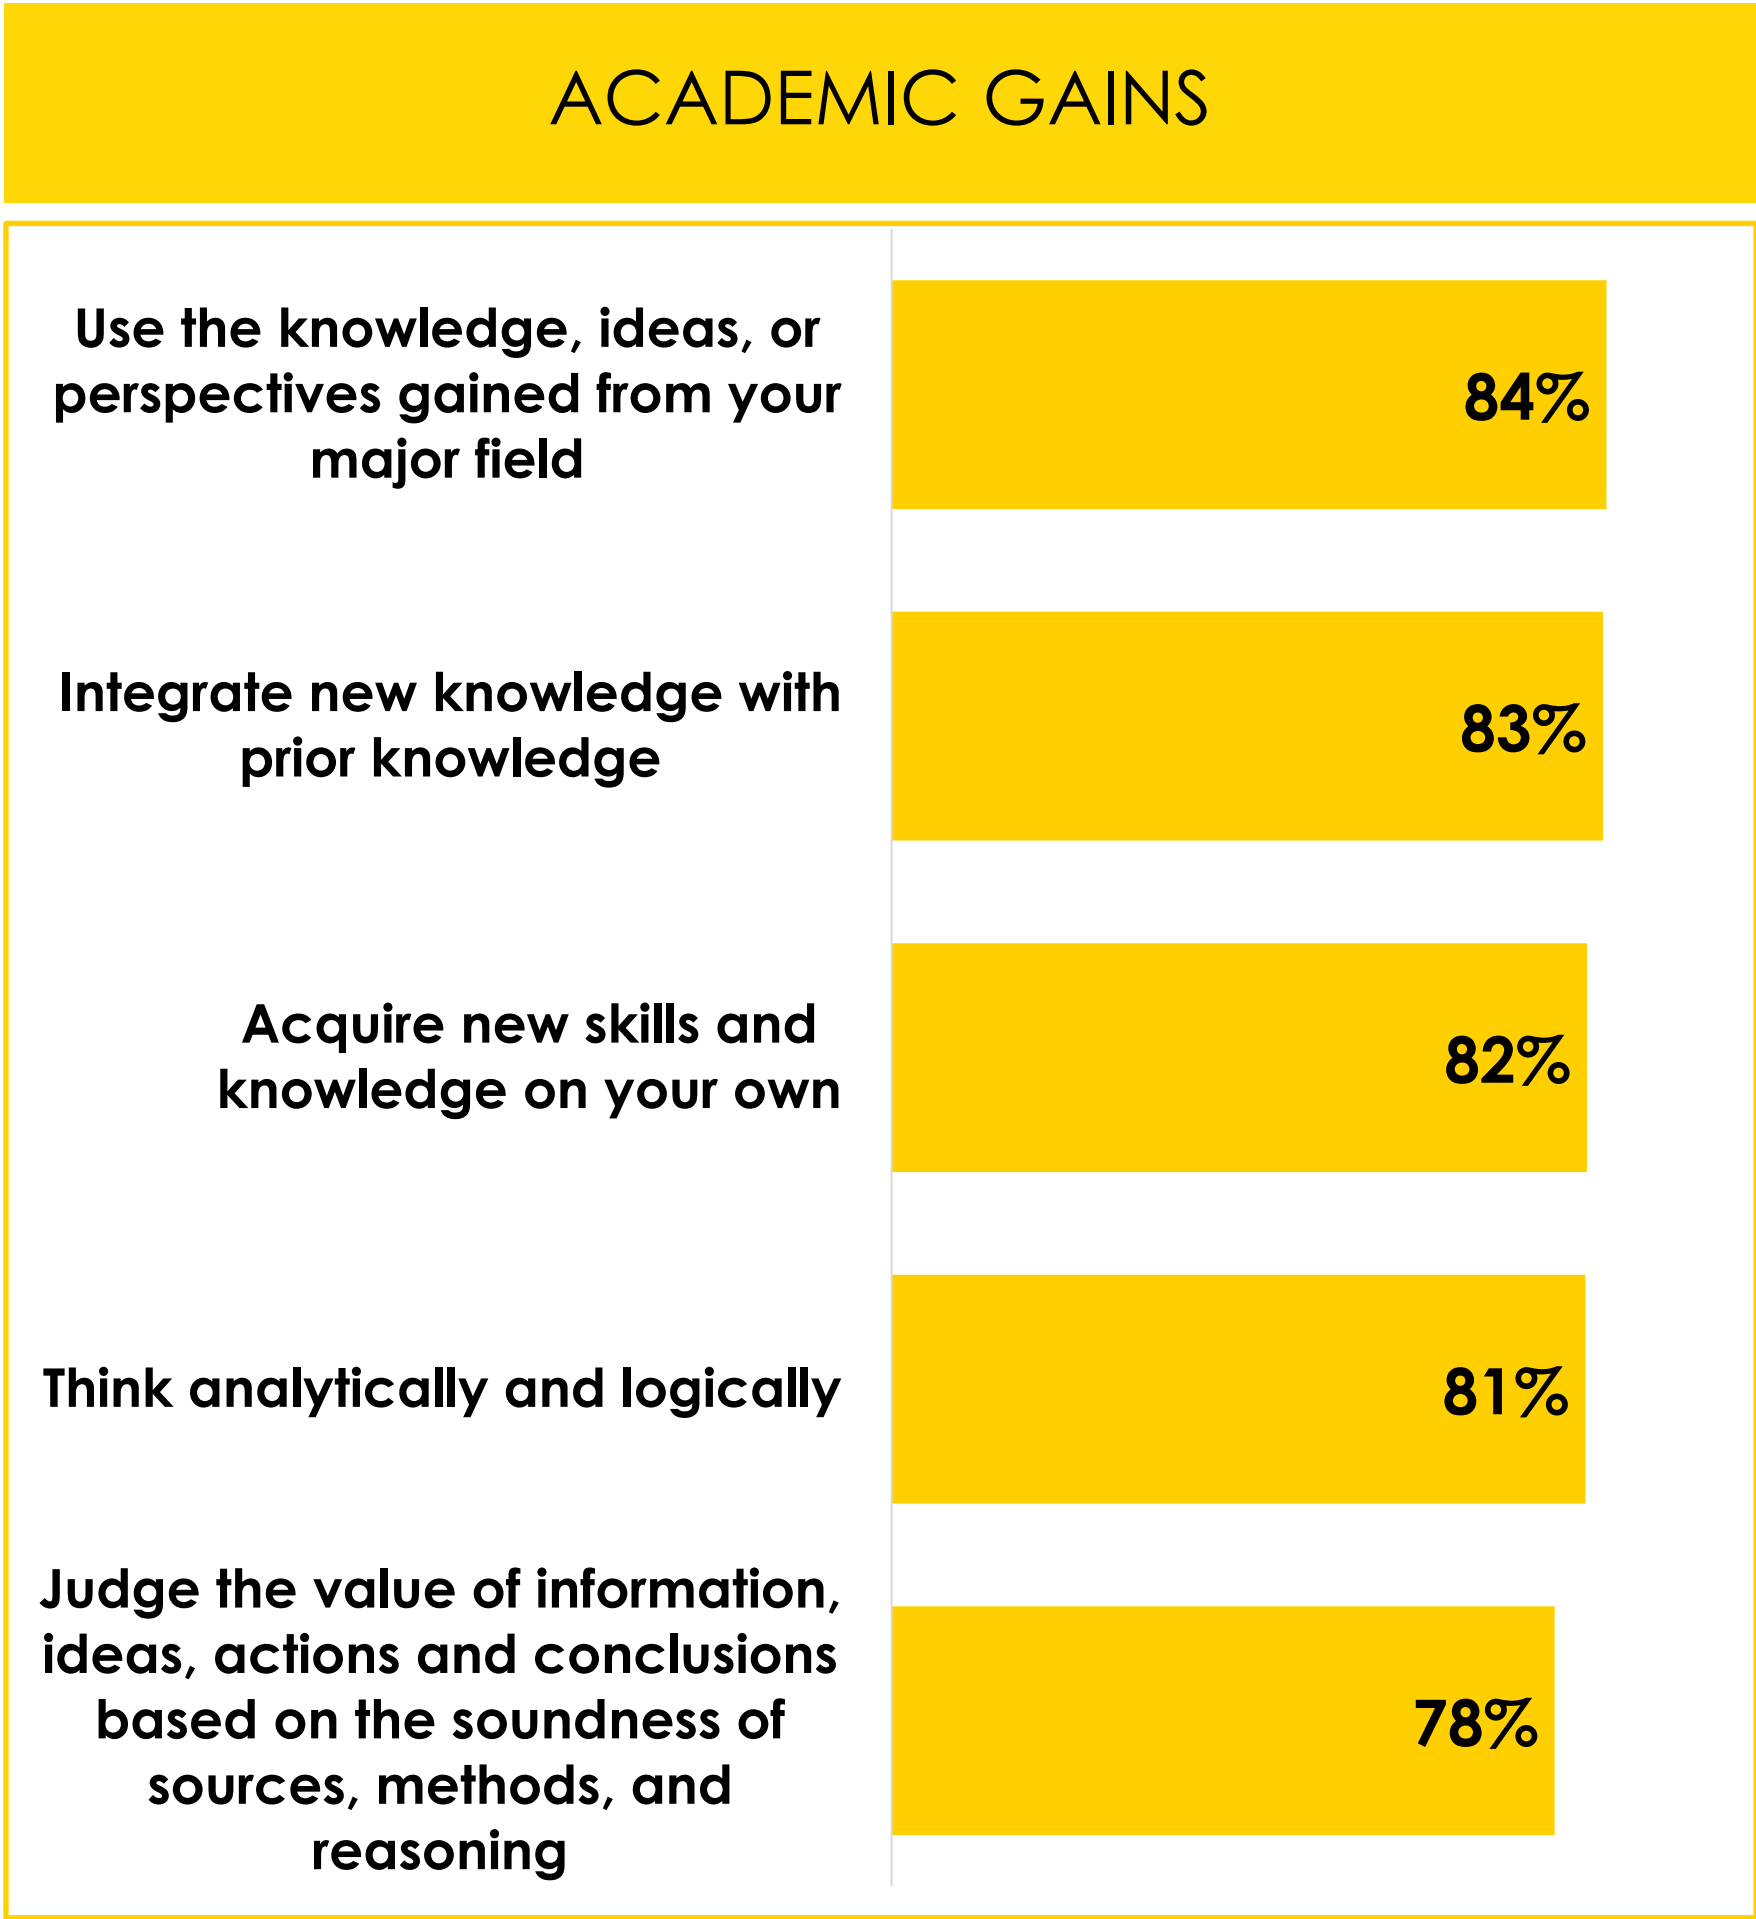 ACADEMIC GAINS
Use the knowledge, ideas, or
perspectives gained from your
major field
84%
Integrate new knowledge with
prior knowledge
83%
Acquire new skills and
knowledge on your own
82%
Think analytically and logically
81%
Judge the value of information,
ideas, actions and conclusions
based on the soundness of
sources, methods, and
reasoning
78%